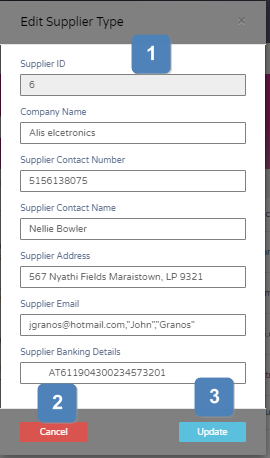 Edit Supplier Type ×
1
Supplier ID
6
Company Name
Alis elcetronics
Supplier Contact Number
5156138075
Supplier Contact Name
Nellie Bowler
Supplier Address
567 Nyathi Fields Maraistown, LP 9321
Supplier Email
jgranos@hotmail.com,"John","Granos"
Supplier Banking Details
AT611904300234573201
2 3
Cancel Update